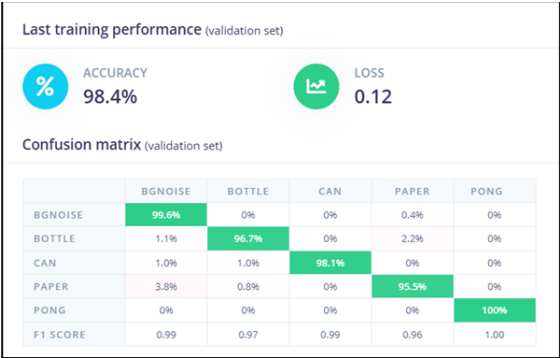 Last training performance (validation set)
% ACCURACY 98.4%
LOSS 0.12
Confusion matrix (validation set)
BGNOISE BOTTLE CAN PAPER PONG
BGNOISE 99.6% 0% 0% 0.4% 0%
BOTTLE 1.1% 96.7% 0% 2.2% 0%
CAN 1.0% 1.0% 98.1% 0% 0%
PAPER 3.8% 0.8% 0% 95.5% 0%
PONG 0% 0% 0% 0% 100%
F1 SCORE 0.99 0.97 0.99 0.96 1.00